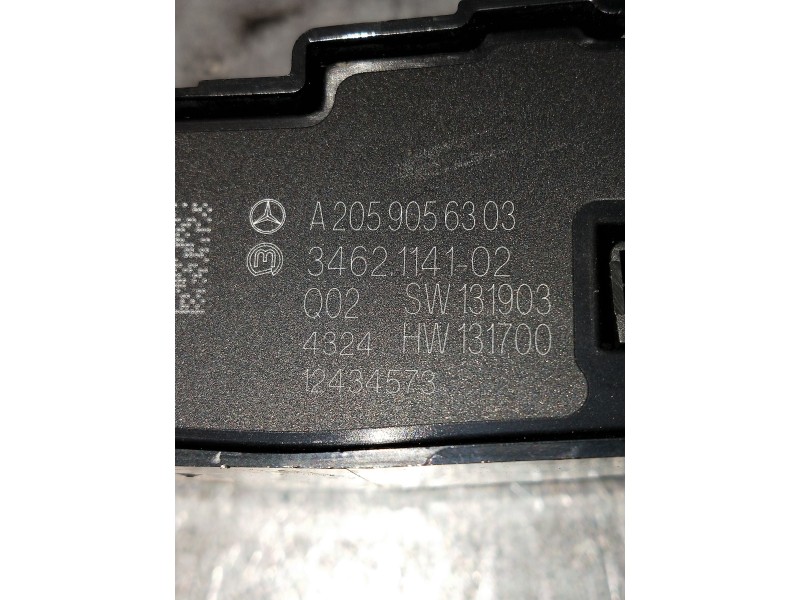 A 205 905 63 03
M 3462.1141-02
Q02 SW 131903
4324 HW 131700
12434573